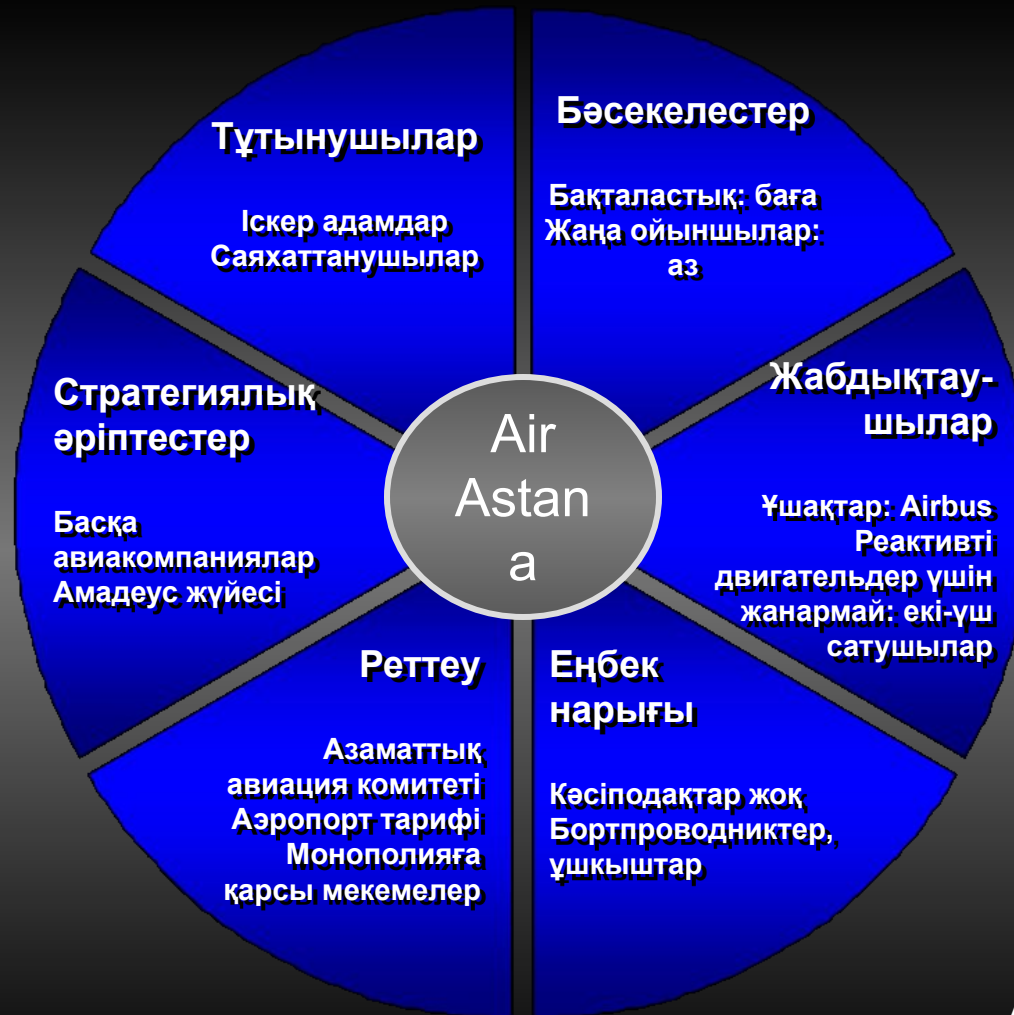 Тұтынушылар
Іскер адамдар
Саяхаттанушылар
Бәсекелестер
Бақталастық: баға
Жаңа ойыншылар:
аз
Стратегиялық
әріптестер
Басқа
авиакомпаниялар
Амадеус жүйесі
Air
Astan
a
Жабдықтау-
шылар
Ұшақтар: Airbus
Реактивті
двигательдер үшін
жанармай: екі-үш
сатушылар
Реттеу
Азаматтық
авиация комитеті
Аэропорт тарифі
Монополияға
қарсы мекемелер
Еңбек
нарығы
Кәсіподақтар жоқ
Бортпроводниктер,
ұшкыштар